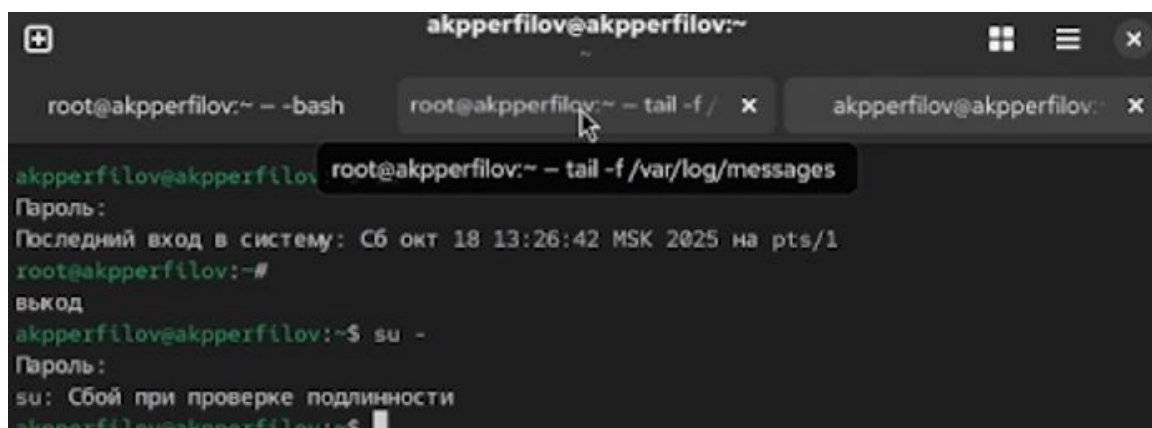 akpperfilov@akpperfilov:~
~
root@akpperfilov:~ — -bash
root@akpperfilov:~ — tail -f /
akpperfilov@akpperfilov:
root@akpperfilov:~ — tail -f /var/log/messages
akpperfilov@akpperfilov
Пароль:
Последний вход в систему: Сб окт 18 13:26:42 MSK 2025 на pts/1
root@akpperfilov:~#
выход
akpperfilov@akpperfilov:~$ su -
Пароль:
su: Сбой при проверке подлинности
akpperfilov@akpperfilov:~$